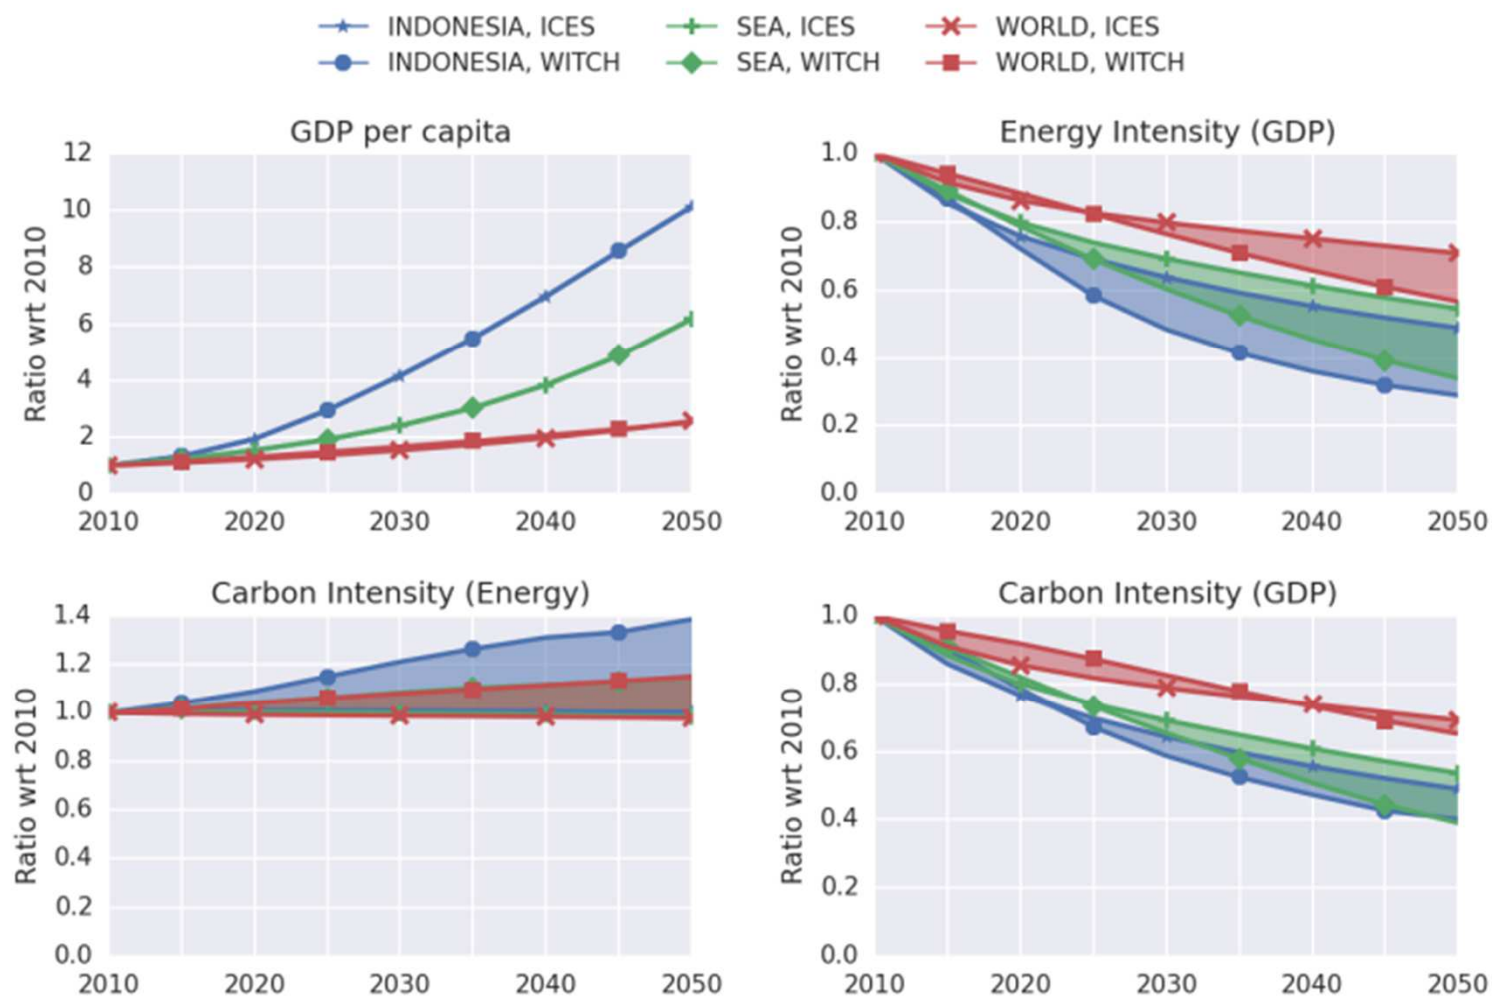 INDONESIA, ICES SEA, ICES WORLD, ICES
INDONESIA, WITCH SEA, WITCH WORLD, WITCH
GDP per capita
Ratio wrt 2010
12
10
8
6
4
2
0
2010 2020 2030 2040 2050
Energy Intensity (GDP)
Ratio wrt 2010
1.0
0.8
0.6
0.4
0.2
0.0
2010 2020 2030 2040 2050
Carbon Intensity (Energy)
Ratio wrt 2010
1.4
1.2
1.0
0.8
0.6
0.4
0.2
0.0
2010 2020 2030 2040 2050
Carbon Intensity (GDP)
Ratio wrt 2010
1.0
0.8
0.6
0.4
0.2
0.0
2010 2020 2030 2040 2050